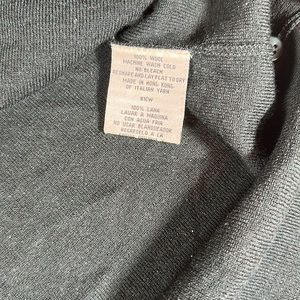 100% WOOL
MACHINE WASH COLD
NO BLEACH
RESHAPE AND LAY FLAT TO DRY
MADE IN HONG KONG
OF ITALIAN YARN
100% LANA
LAVAR A MAQUINA
CON AGUA FRIA
NO USAR BLANQUEADOR
A LA